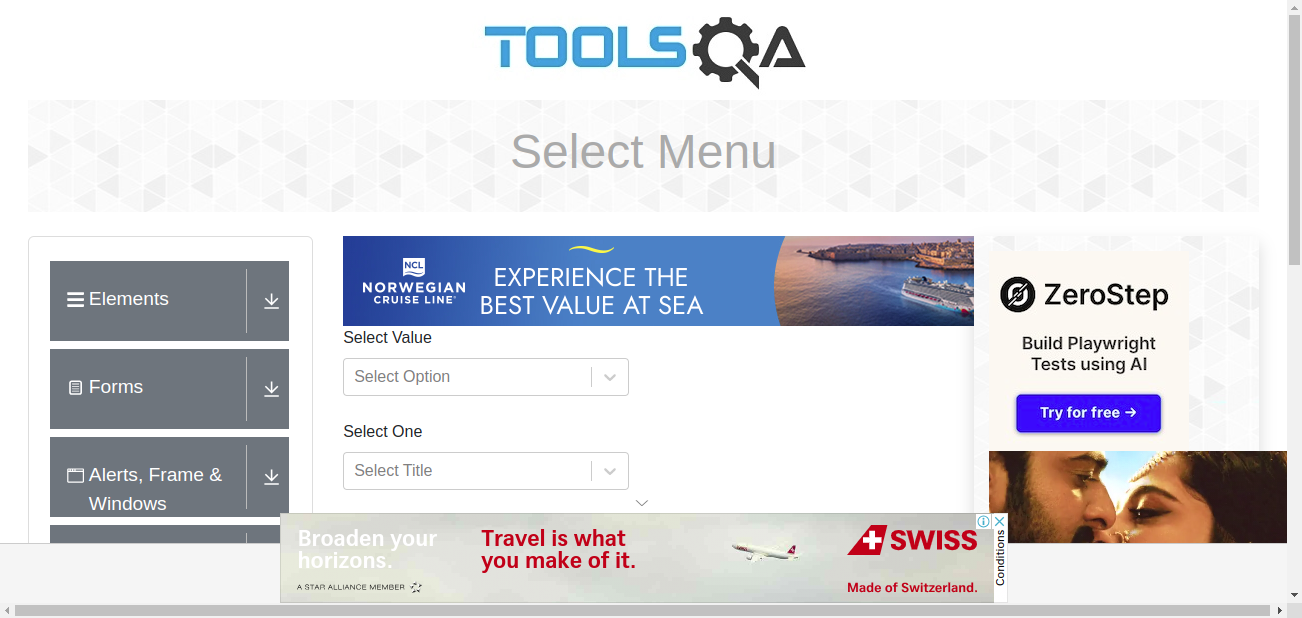 TOOLSQA
Select Menu
Elements
Forms
Alerts, Frame &
Windows
NCL
NORWEGIAN
CRUISE LINE®
EXPERIENCE THE
BEST VALUE AT SEA
Select Value
Select Option
Select One
Select Title
ZeroStep
Build Playwright
Tests using AI
Try for free →
Broaden your
horizons.
A STAR ALLIANCE MEMBER
Travel is what
you make of it.
SWISS
Made of Switzerland.
Conditions